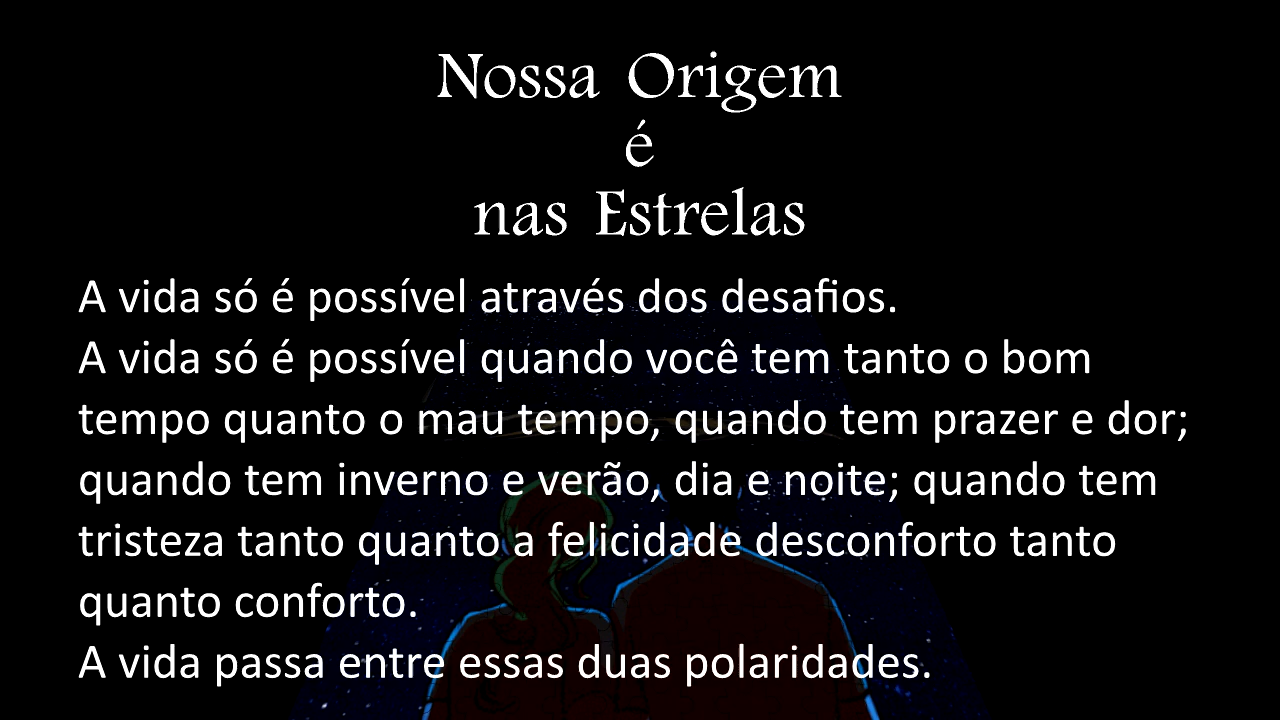 Nossa Origem
é
nas Estrelas
A vida só é possível através dos desafios.
A vida só é possível quando você tem tanto o bom
tempo quanto o mau tempo, quando tem prazer e dor;
quando tem inverno e verão, dia e noite; quando tem
tristeza tanto quanto a felicidade desconforto tanto
quanto conforto.
A vida passa entre essas duas polaridades.